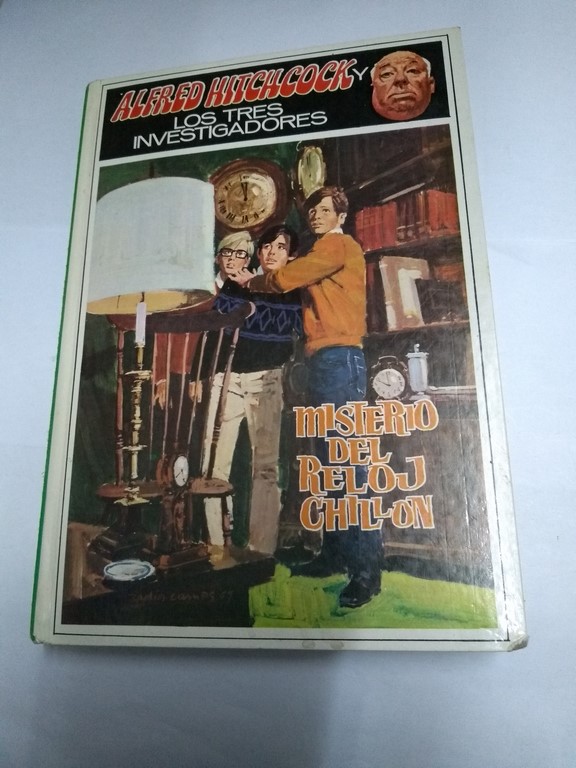 ALFRED HITCHCOCK Y
LOS TRES
INVESTIGADORES
MISTERIO
DEL
RELOJ
CHILLON